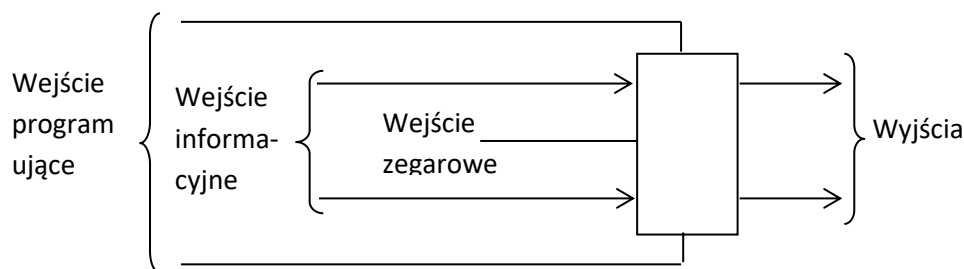 Wejście
program
ujące
Wejście
informa-
cyjne
Wejście
zegarowe
Wyjścia